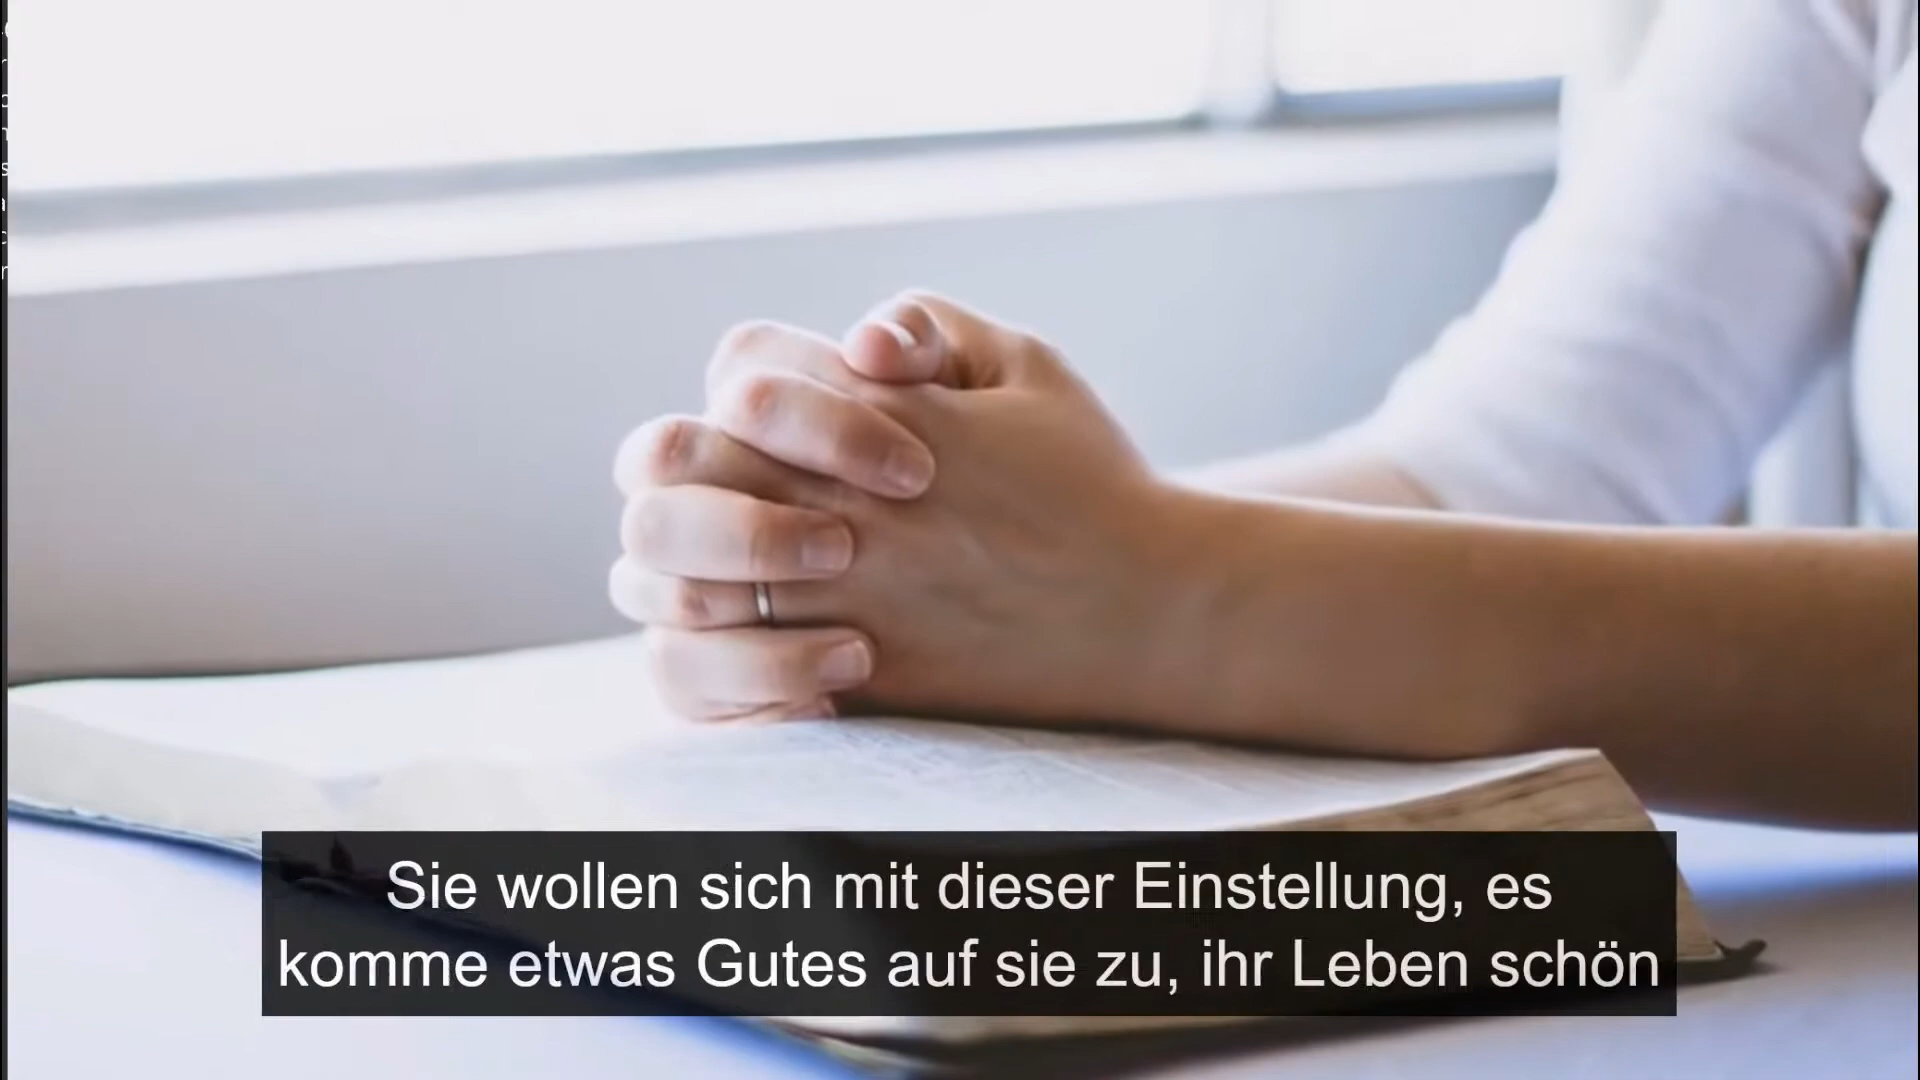 Sie wollen sich mit dieser Einstellung, es
komme etwas Gutes auf sie zu, ihr Leben schön